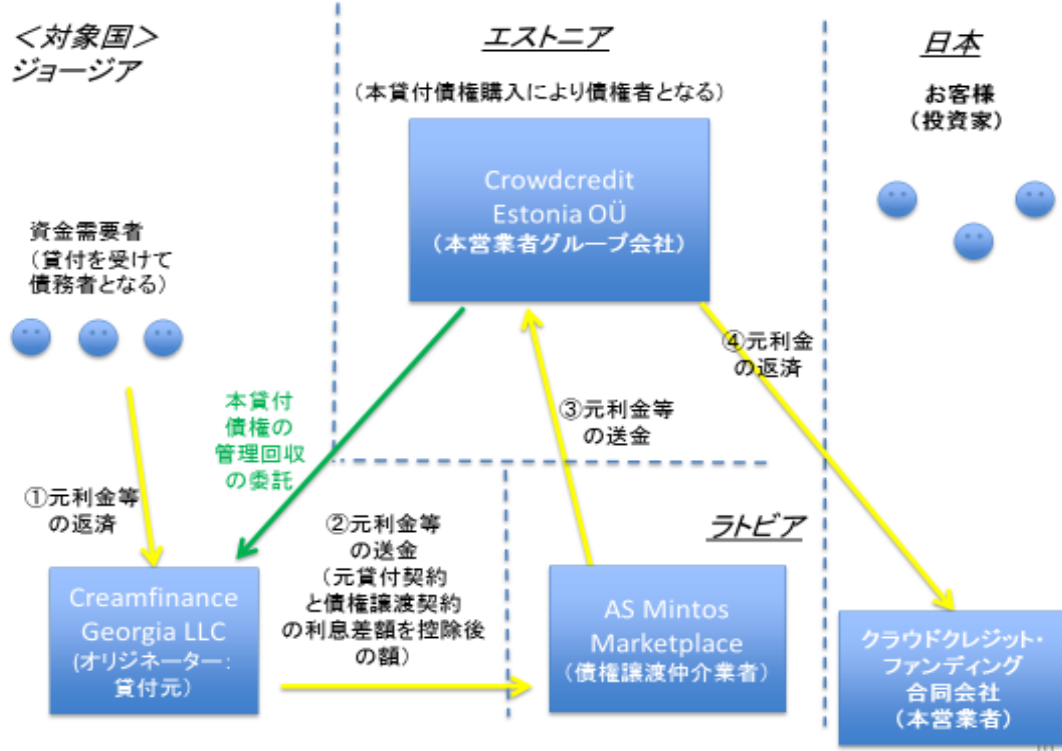 ＜対象国＞
ジョージア
資金需要者
（貸付を受けて
債務者となる）
①元利金等
の返済
Creamfinance
Georgia LLC
(オリジネーター：
貸付元)
エストニア
（本貸付債権購入により債権者となる）
Crowdcredit
Estonia OÜ
（本営業者グループ会社）
本貸付
債権の
管理回収
の委託
②元利金等
の送金
（元貸付契約
と債権譲渡契約
の利息差額を控除後
の額）
③元利金等
の送金
④元利金
の返済
ラトビア
AS Mintos
Marketplace
（債権譲渡仲介業者）
日本
お客様
（投資家）
クラウドクレジット・
ファンディング
合同会社
（本営業者）